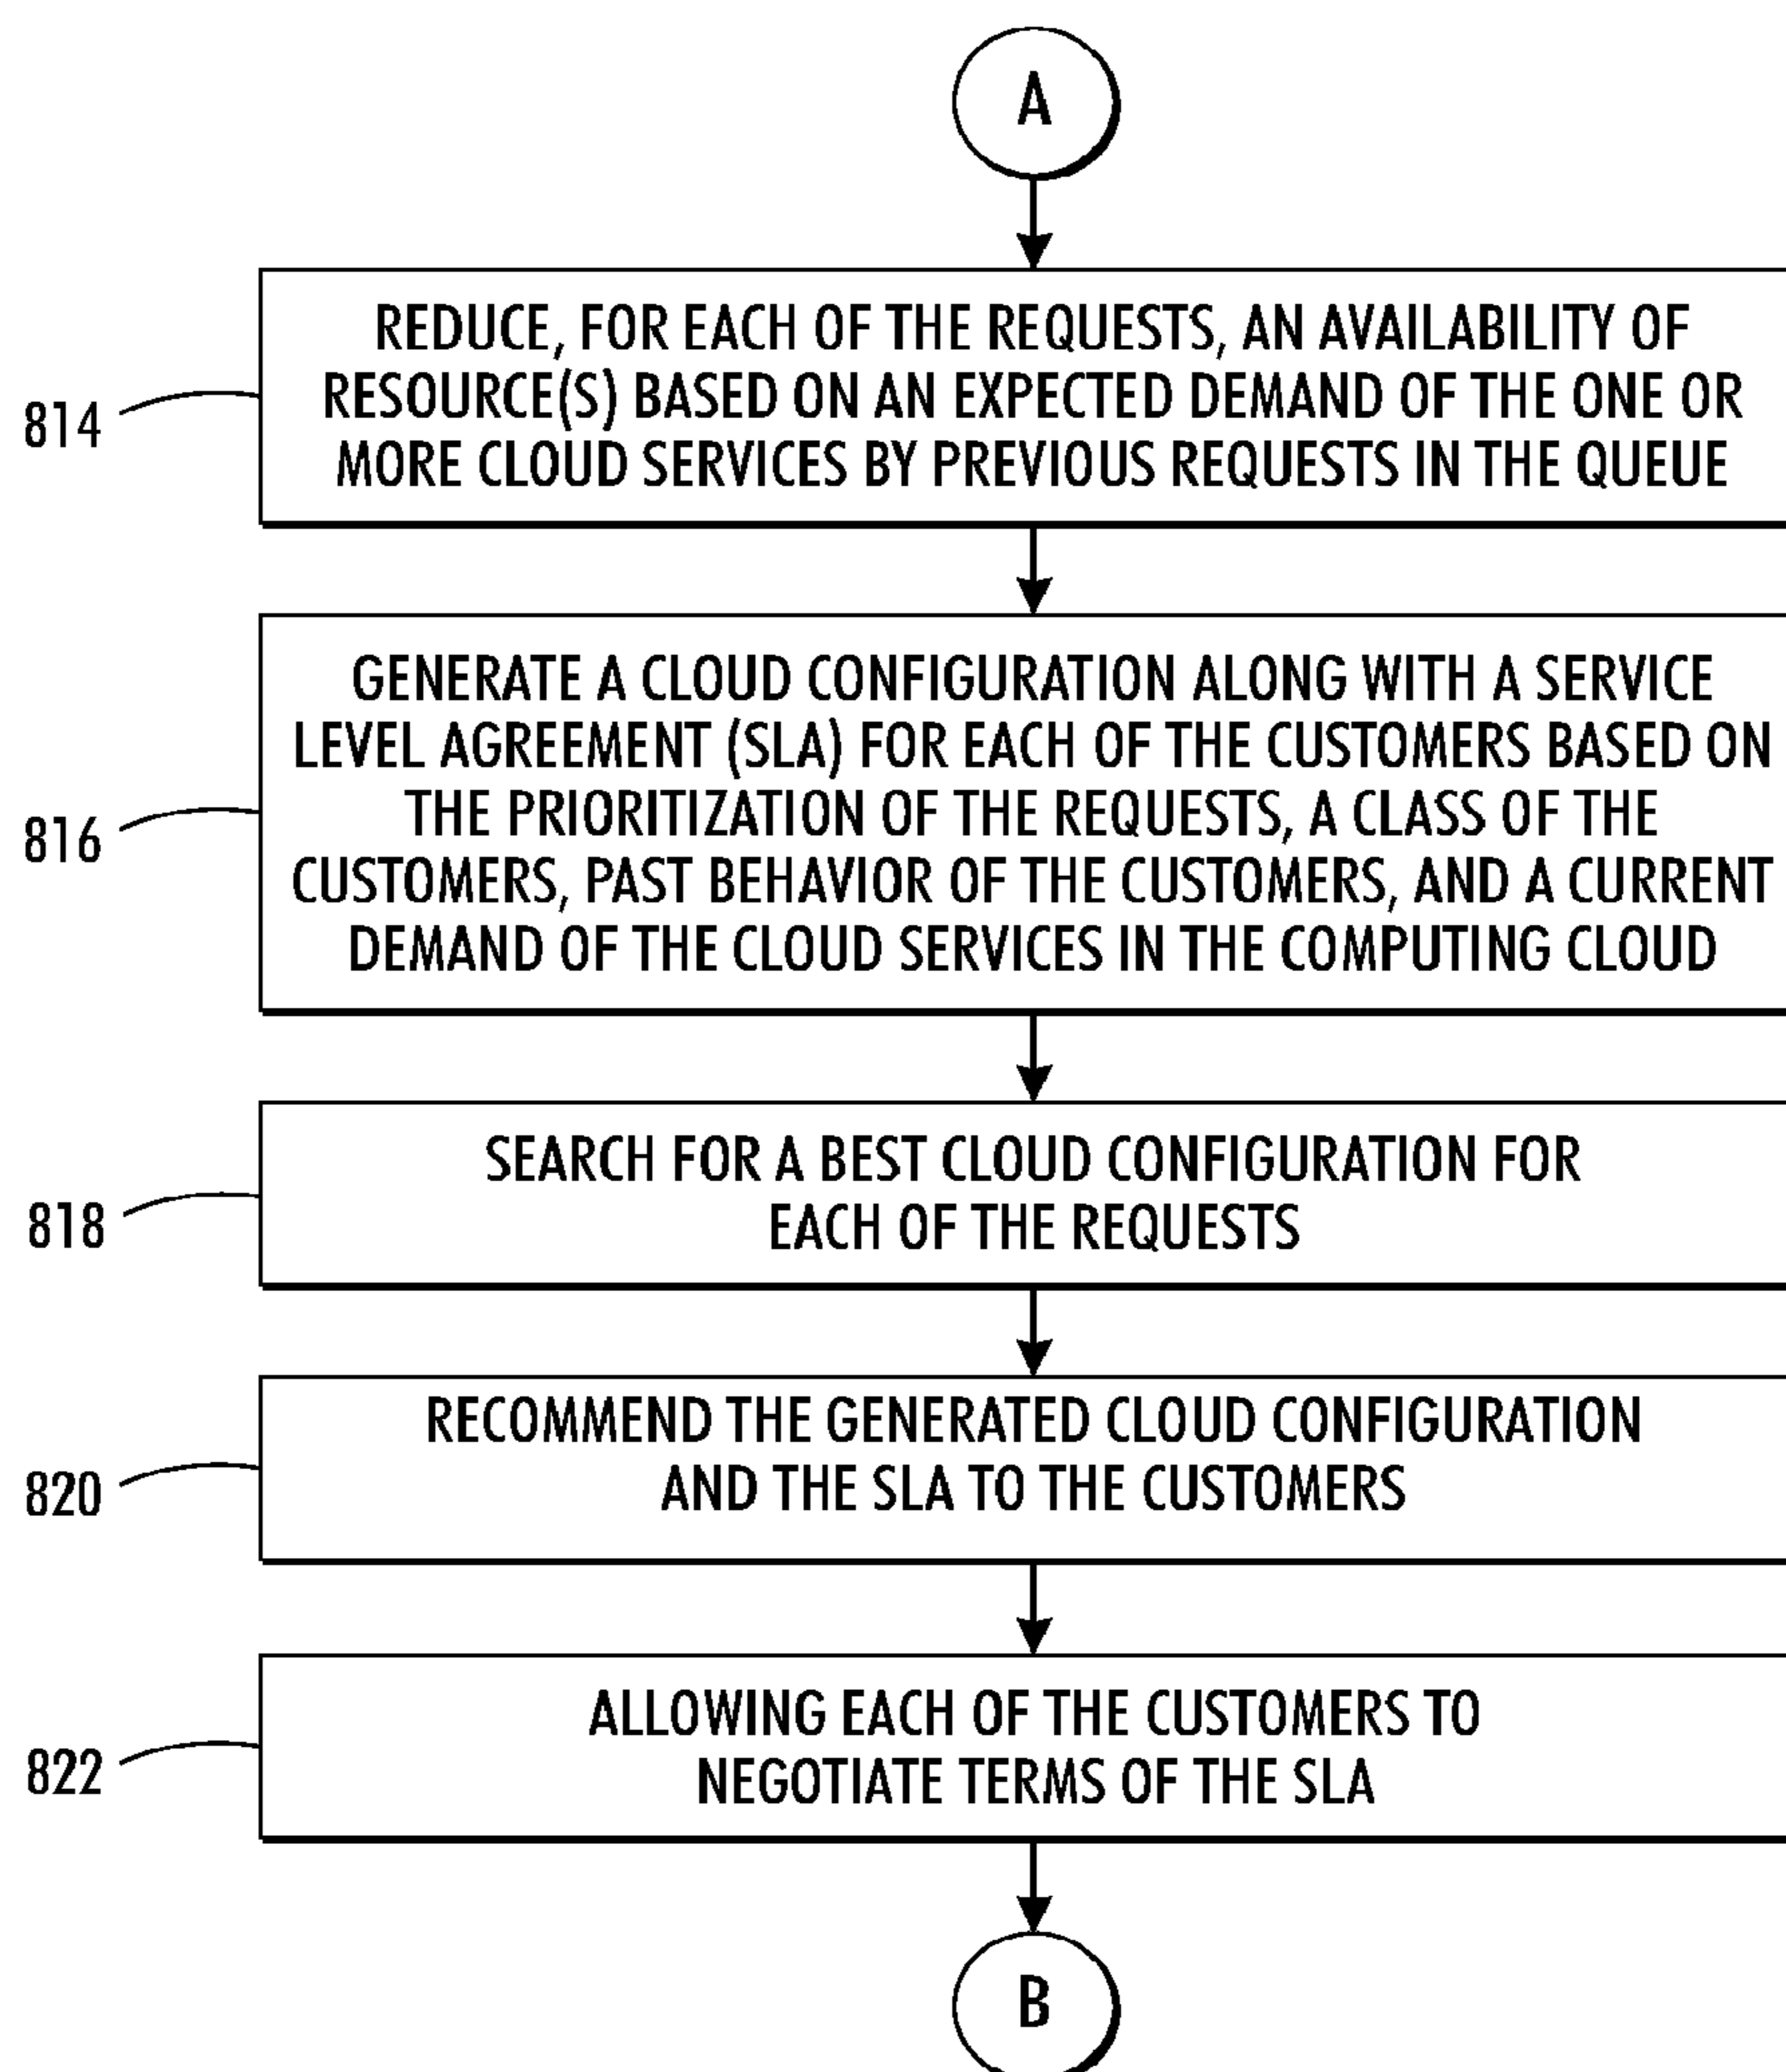 A
REDUCE, FOR EACH OF THE REQUESTS, AN AVAILABILITY OF
RESOURCE(S) BASED ON AN EXPECTED DEMAND OF THE ONE OR
MORE CLOUD SERVICES BY PREVIOUS REQUESTS IN THE QUEUE
814
GENERATE A CLOUD CONFIGURATION ALONG WITH A SERVICE
LEVEL AGREEMENT (SLA) FOR EACH OF THE CUSTOMERS BASED ON
THE PRIORITIZATION OF THE REQUESTS, A CLASS OF THE
CUSTOMERS, PAST BEHAVIOR OF THE CUSTOMERS, AND A CURRENT
DEMAND OF THE CLOUD SERVICES IN THE COMPUTING CLOUD
816
SEARCH FOR A BEST CLOUD CONFIGURATION FOR
EACH OF THE REQUESTS
818
RECOMMEND THE GENERATED CLOUD CONFIGURATION
AND THE SLA TO THE CUSTOMERS
820
ALLOWING EACH OF THE CUSTOMERS TO
NEGOTIATE TERMS OF THE SLA
822
B